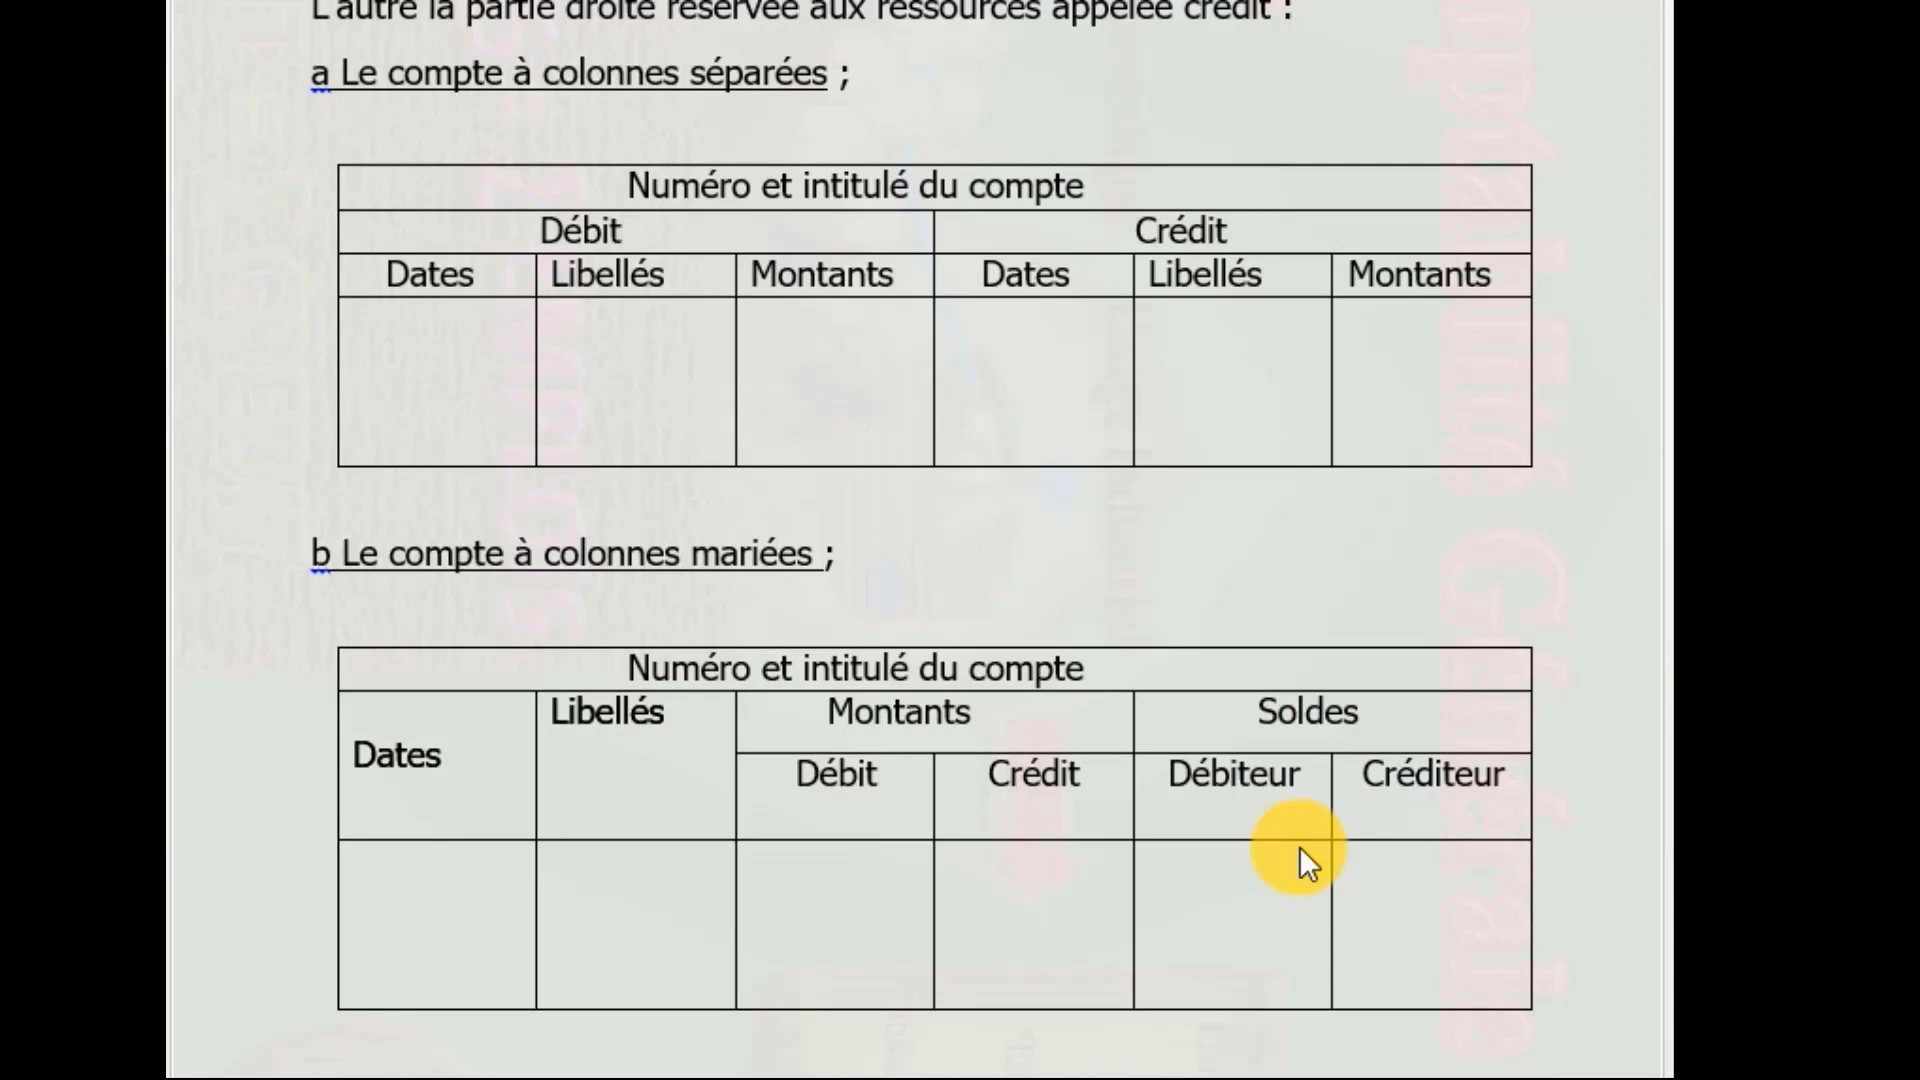 L'autre la partie droite réservée aux ressources appelée crédit :
a Le compte à colonnes séparées ;
Numéro et intitulé du compte
Débit Crédit
Dates Libellés Montants Dates Libellés Montants
b Le compte à colonnes mariées ;
Numéro et intitulé du compte
Dates Libellés Montants Soldes
Débit Crédit Débiteur Créditeur
Générale